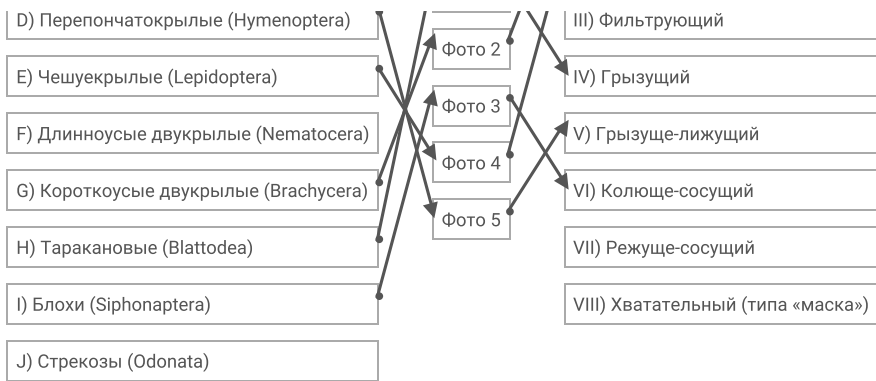 D) Перепончатокрылые (Hymenoptera)
E) Чешуекрылые (Lepidoptera)
F) Длинноусые двукрылые (Nematocera)
G) Короткоусые двукрылые (Brachycera)
H) Таракановые (Blattodea)
I) Блохи (Siphonaptera)
J) Стрекозы (Odonata)
Фото 2
Фото 3
Фото 4
Фото 5
III) Фильтрующий
IV) Грызущий
V) Грызуще-лижущий
VI) Колюще-сосущий
VII) Режуще-сосущий
VIII) Хватательный (типа «маска»)